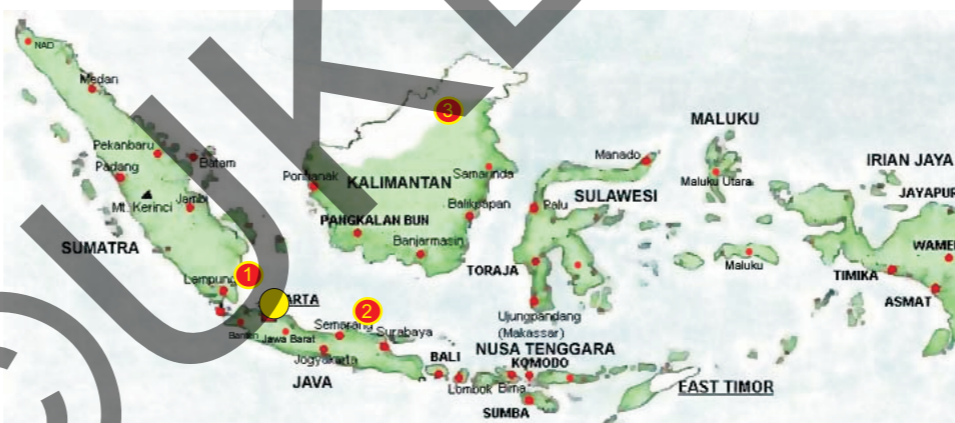 NAD
Medan
Pekanbaru
Padang
Batam
Mt. Kerinci
Jambi
SUMATRA
Lampung
1
ARTA
Banten
Jawa Barat
Semarang
2
Surabaya
Jogyakarta
JAVA
3
Pontianak
KALIMANTAN
Samarinda
Balikpapan
PANGKALAN BUN
Banjarmasin
Manado
SULAWESI
Palu
TORAJA
Ujungpandang
(Makassar)
MALUKU
Maluku Utara
Maluku
IRIAN JAYA
JAYAPUR
WAME
TIMIKA
ASMAT
BALI
Lombok
NUSA TENGGARA
KOMODO
Bima
SUMBA
EAST TIMOR